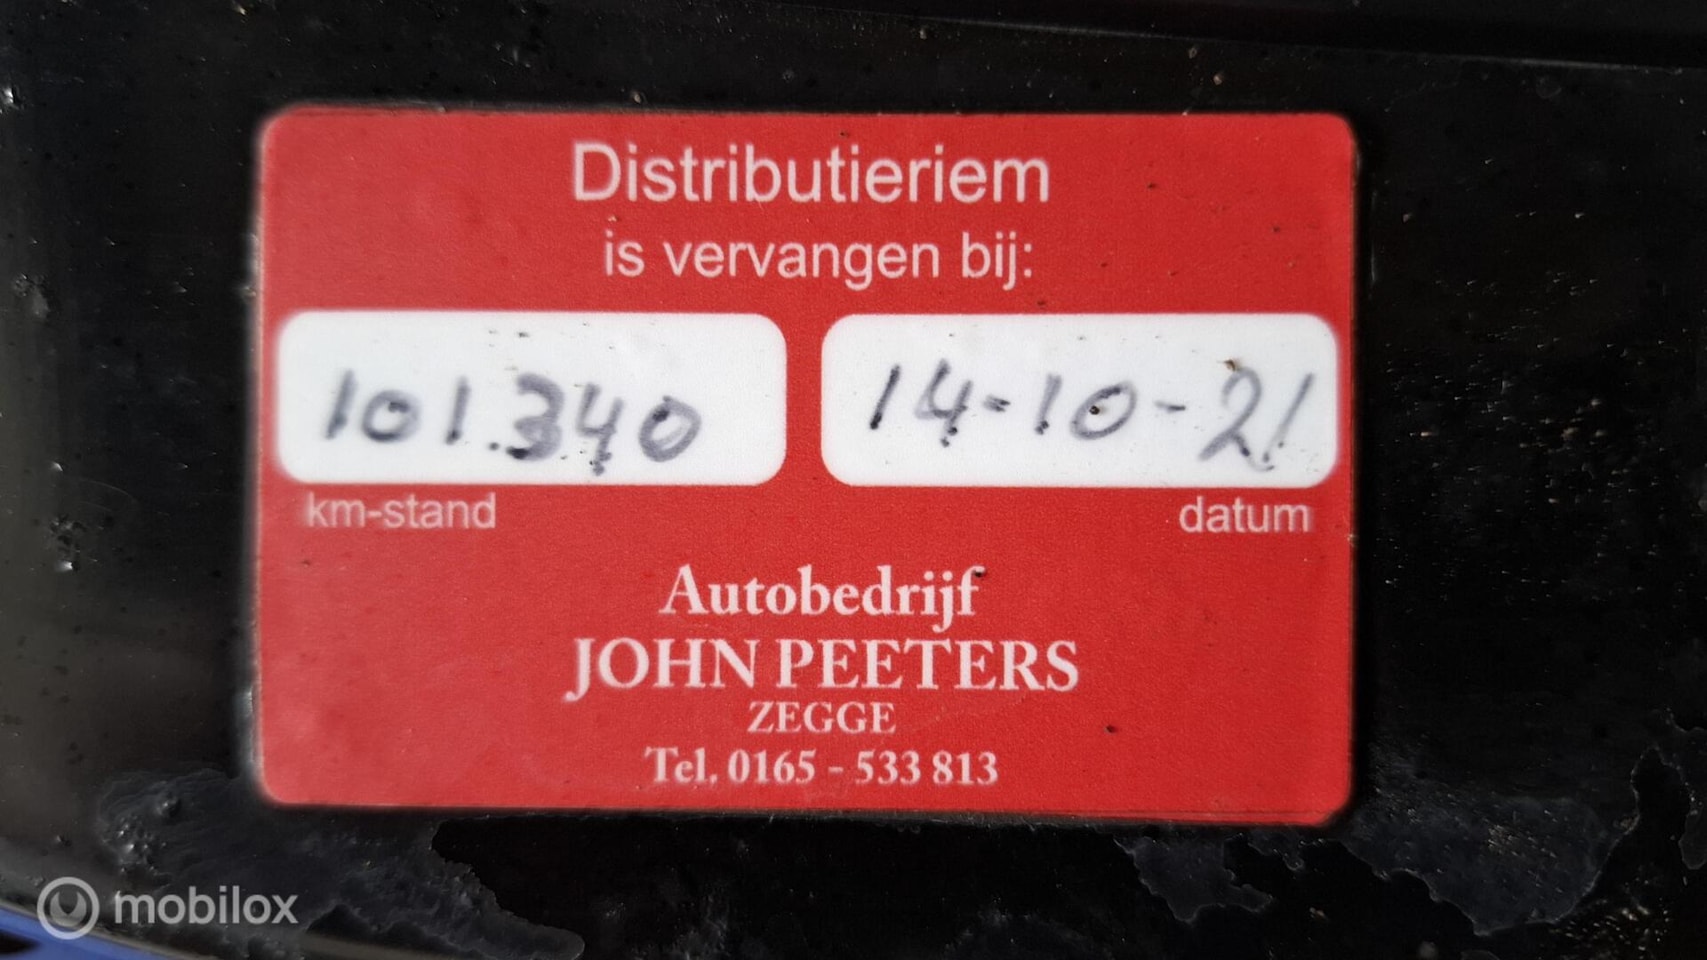 Distributieriem
is vervangen bij:
101.340
14-10-21
km-stand
datum
Autobedrijf
JOHN PEETERS
ZEGGE
Tel. 0165 - 533 813
mobilox